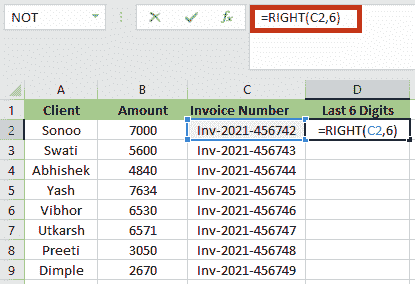 NOT =RIGHT(C2,6)
A B C D
1 Client Amount Invoice Number Last 6 Digits
2 Sonoo 7000 Inv-2021-456742 =RIGHT(C2,6)
3 Swati 5600 Inv-2021-456743
4 Abhishek 4840 Inv-2021-456744
5 Yash 7634 Inv-2021-456745
6 Vibhor 6530 Inv-2021-456746
7 Utkarsh 6571 Inv-2021-456747
8 Preeti 3050 Inv-2021-456748
9 Dimple 2670 Inv-2021-456749